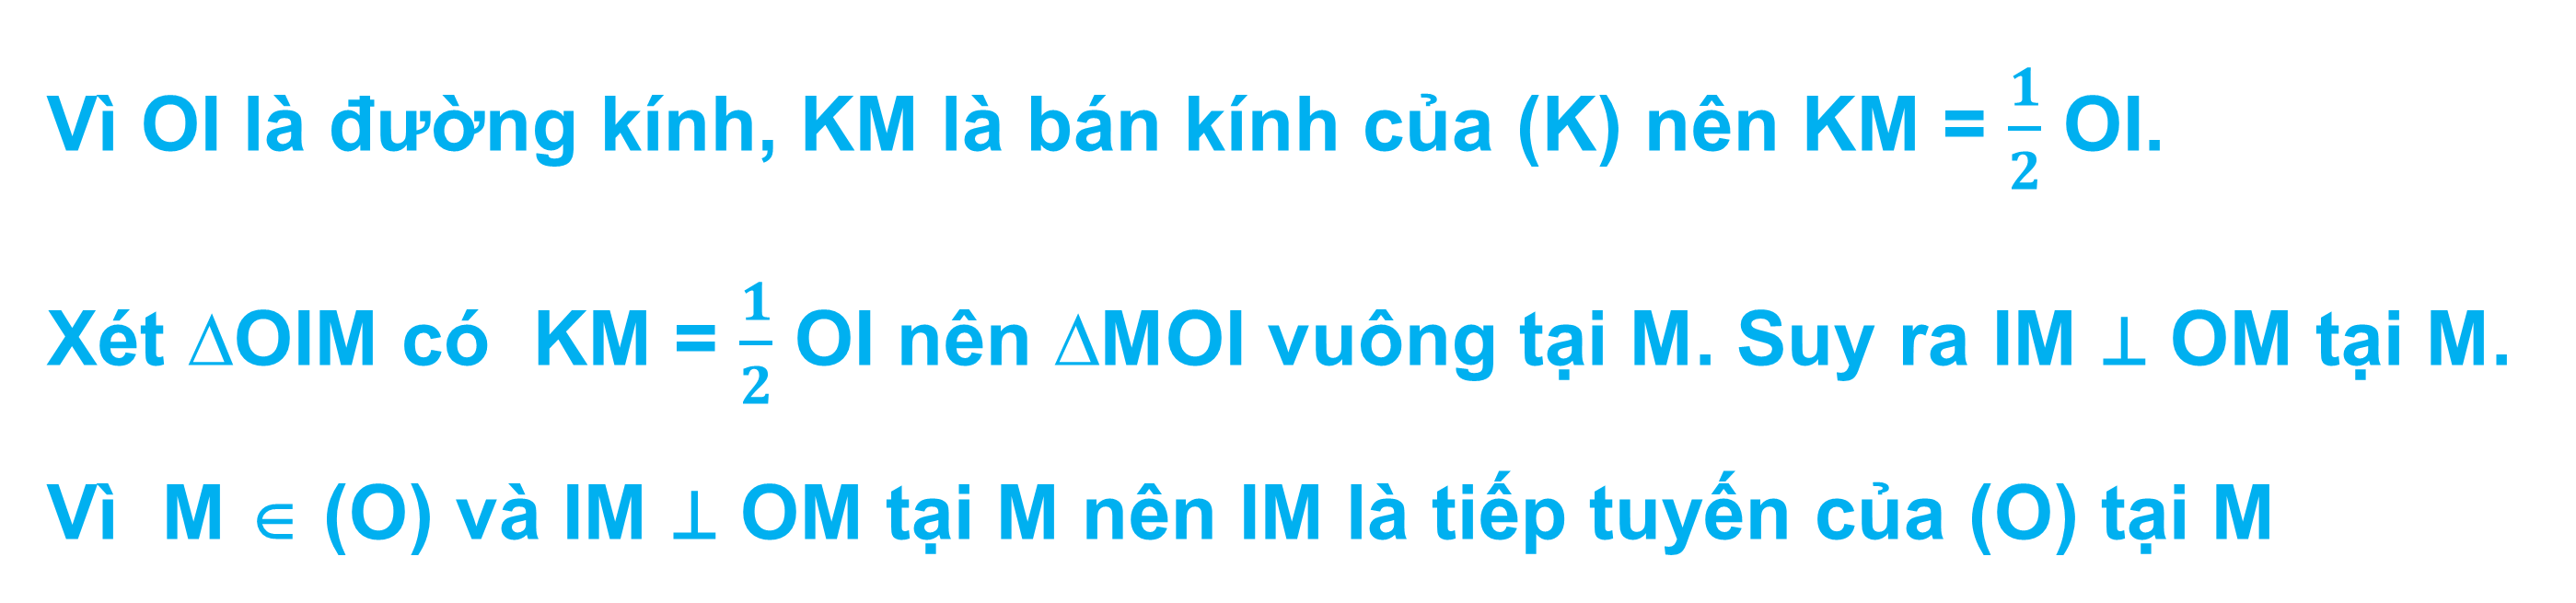 Vì OI là đường kính, KM là bán kính của (K) nên KM = 1/2 OI.
Xét ΔOIM có KM = 1/2 OI nên ΔMOI vuông tại M. Suy ra IM ⊥ OM tại M.
Vì M ∈ (O) và IM ⊥ OM tại M nên IM là tiếp tuyến của (O) tại M